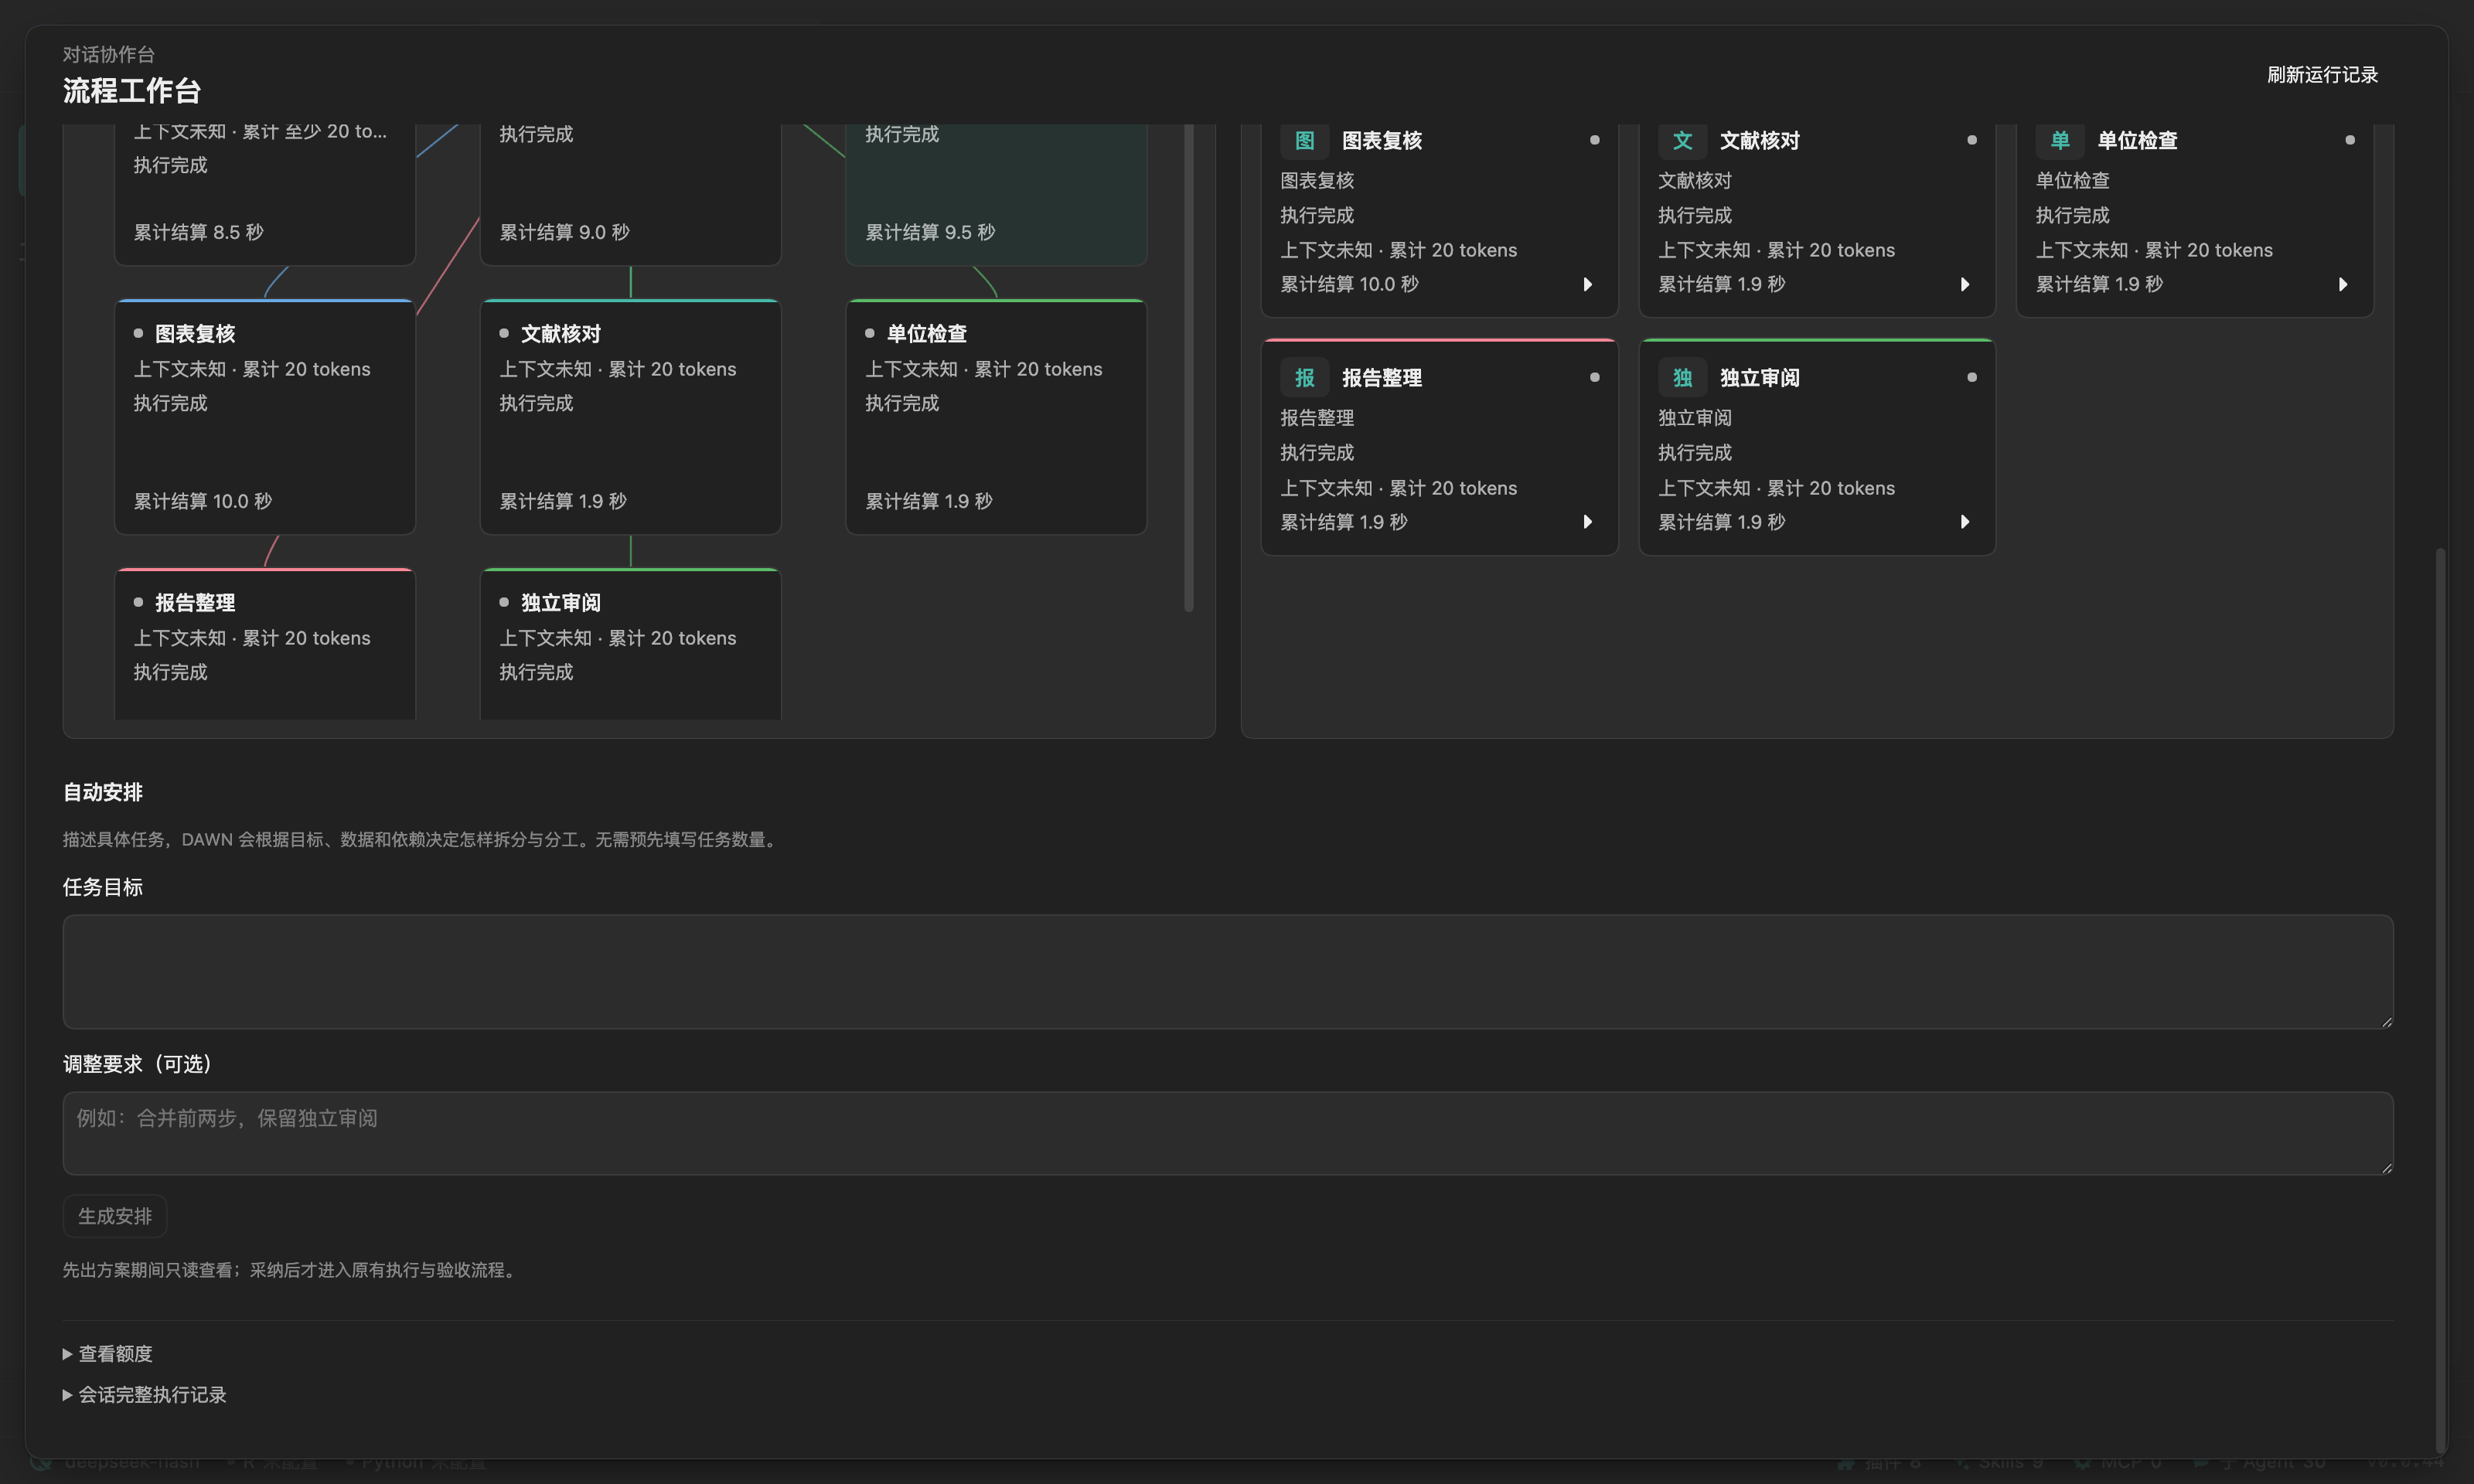 对话协作台
流程工作台
刷新运行记录
上下文未知 · 累计 至少 20 to...
执行完成
累计结算 8.5 秒
执行完成
累计结算 9.0 秒
执行完成
累计结算 9.5 秒
图表复核
上下文未知 · 累计 20 tokens
执行完成
累计结算 10.0 秒
文献核对
上下文未知 · 累计 20 tokens
执行完成
累计结算 1.9 秒
单位检查
上下文未知 · 累计 20 tokens
执行完成
累计结算 1.9 秒
报告整理
上下文未知 · 累计 20 tokens
执行完成
独立审阅
上下文未知 · 累计 20 tokens
执行完成
图 图表复核
图表复核
执行完成
上下文未知 · 累计 20 tokens
累计结算 10.0 秒
文 文献核对
文献核对
执行完成
上下文未知 · 累计 20 tokens
累计结算 1.9 秒
单 单位检查
单位检查
执行完成
上下文未知 · 累计 20 tokens
累计结算 1.9 秒
报 报告整理
报告整理
执行完成
上下文未知 · 累计 20 tokens
累计结算 1.9 秒
独 独立审阅
独立审阅
执行完成
上下文未知 · 累计 20 tokens
累计结算 1.9 秒
自动安排
描述具体任务，DAWN 会根据目标、数据和依赖决定怎样拆分与分工。无需预先填写任务数量。
任务目标
调整要求（可选）
例如：合并前两步，保留独立审阅
生成安排
先出方案期间只读查看；采纳后才进入原有执行与验收流程。
查看额度
会话完整执行记录
R 未配置
Python 未配置
插件 8
Skills 9
MCP 0
子 Agent 30